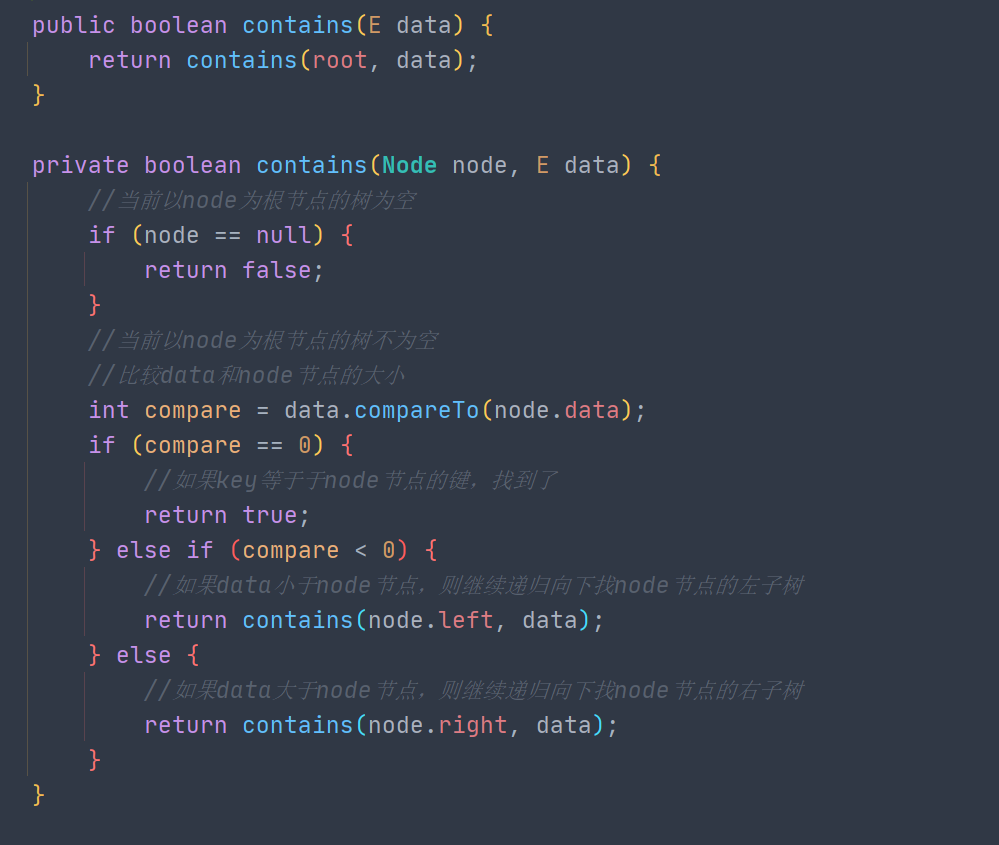 public boolean contains(E data) {
    return contains(root, data);
}

private boolean contains(Node node, E data) {
    //当前以node为根节点的树为空
    if (node == null) {
        return false;
    }
    //当前以node为根节点的树不为空
    //比较data和node节点的大小
    int compare = data.compareTo(node.data);
    if (compare == 0) {
        //如果key等于于node节点的键，找到了
        return true;
    } else if (compare < 0) {
        //如果data小于node节点，则继续递归向下找node节点的左子树
        return contains(node.left, data);
    } else {
        //如果data大于node节点，则继续递归向下找node节点的右子树
        return contains(node.right, data);
    }
}